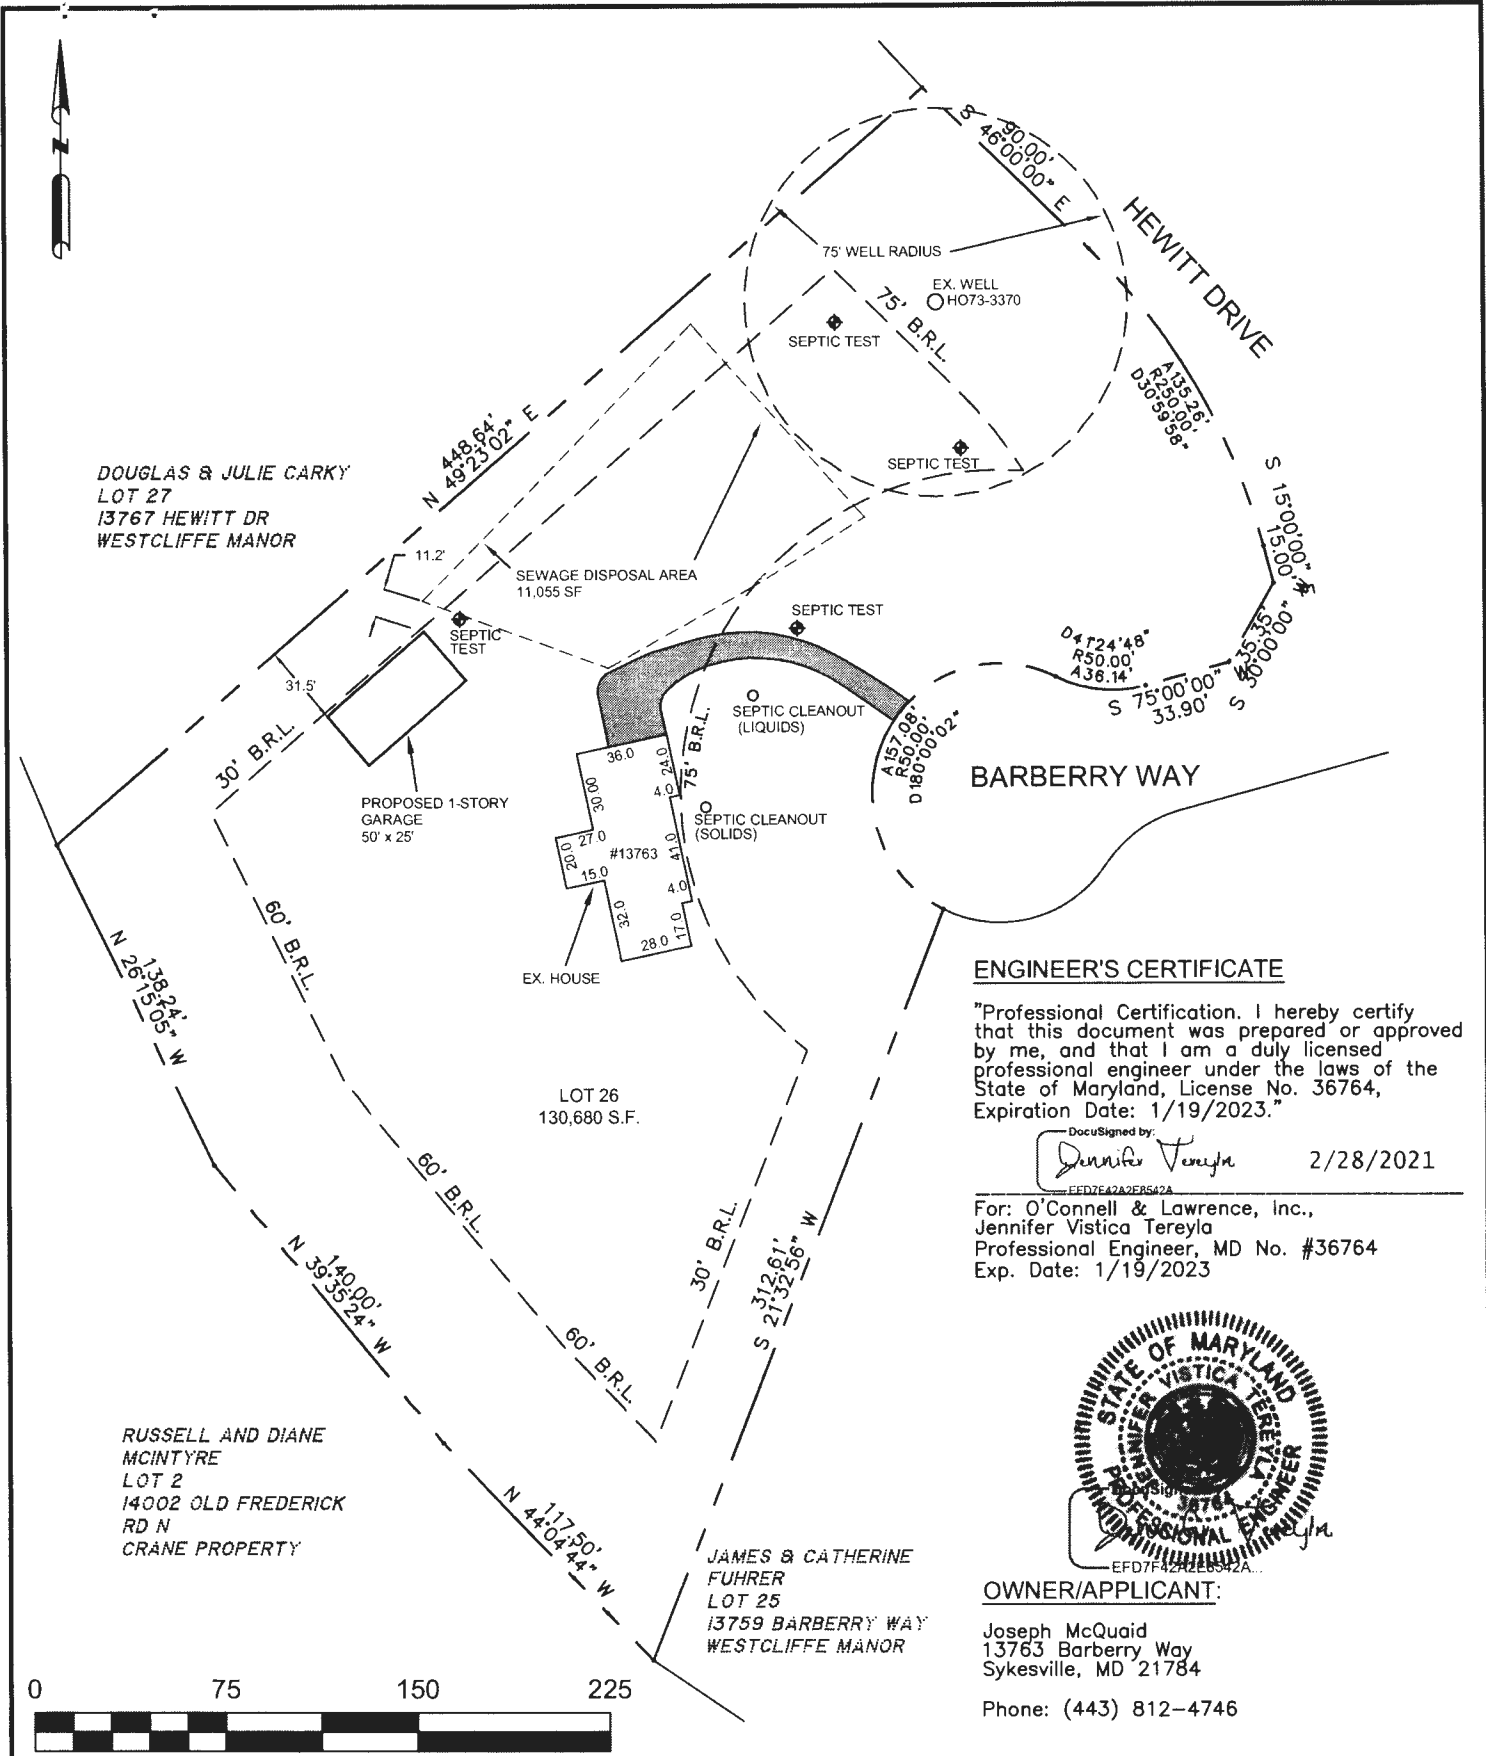 N
90.00'
S 46°00'00" E
HEWITT DRIVE
75' WELL RADIUS
EX. WELL
HO73-3370
75' B.R.L.
SEPTIC TEST
A135.26'
R250.00'
D30°59'58"
448.64'
N 49°23'02" E
SEPTIC TEST
S 15°00'00" E
15.00'
DOUGLAS & JULIE CARKY
LOT 27
13767 HEWITT DR
WESTCLIFFE MANOR
11.2'
SEWAGE DISPOSAL AREA
11,055 SF
SEPTIC TEST
SEPTIC
TEST
35.35'
S 30°00'00" W
D41°24'48"
R50.00'
A36.14'
S 75°00'00" W
33.90'
31.5'
30' B.R.L.
SEPTIC CLEANOUT
(LIQUIDS)
75' B.R.L.
A157.08'
R50.00'
D180°00'02"
BARBERRY WAY
36.0
24.0
30.00
4.0
PROPOSED 1-STORY
GARAGE
50' x 25'
SEPTIC CLEANOUT
(SOLIDS)
27.0
20.0
#13763
41.0
15.0
4.0
32.0
17.0
28.0
EX. HOUSE
60' B.R.L.
138.24'
N 26°15'05" W
ENGINEER'S CERTIFICATE
"Professional Certification. I hereby certify
that this document was prepared or approved
by me, and that I am a duly licensed
professional engineer under the laws of the
State of Maryland, License No. 36764,
Expiration Date: 1/19/2023."
DocuSigned by:
Jennifer Tereyla
2/28/2021
EFD7F42A2E8542A
For: O'Connell & Lawrence, Inc.,
Jennifer Vistica Tereyla
Professional Engineer, MD No. #36764
Exp. Date: 1/19/2023
LOT 26
130,680 S.F.
60' B.R.L.
30' B.R.L.
312.61'
S 21°32'56" W
140.00'
N 39°35'24" W
60' B.R.L.
STATE OF MARYLAND
JENNIFER VISTICA TEREYLA
36764
PROFESSIONAL ENGINEER
EFD7F42A2E8542A...
RUSSELL AND DIANE
MCINTYRE
LOT 2
14002 OLD FREDERICK
RD N
CRANE PROPERTY
117.50'
N 44°04'44" W
JAMES & CATHERINE
FUHRER
LOT 25
13759 BARBERRY WAY
WESTCLIFFE MANOR
OWNER/APPLICANT:
Joseph McQuaid
13763 Barberry Way
Sykesville, MD 21784
Phone: (443) 812-4746
0 75 150 225